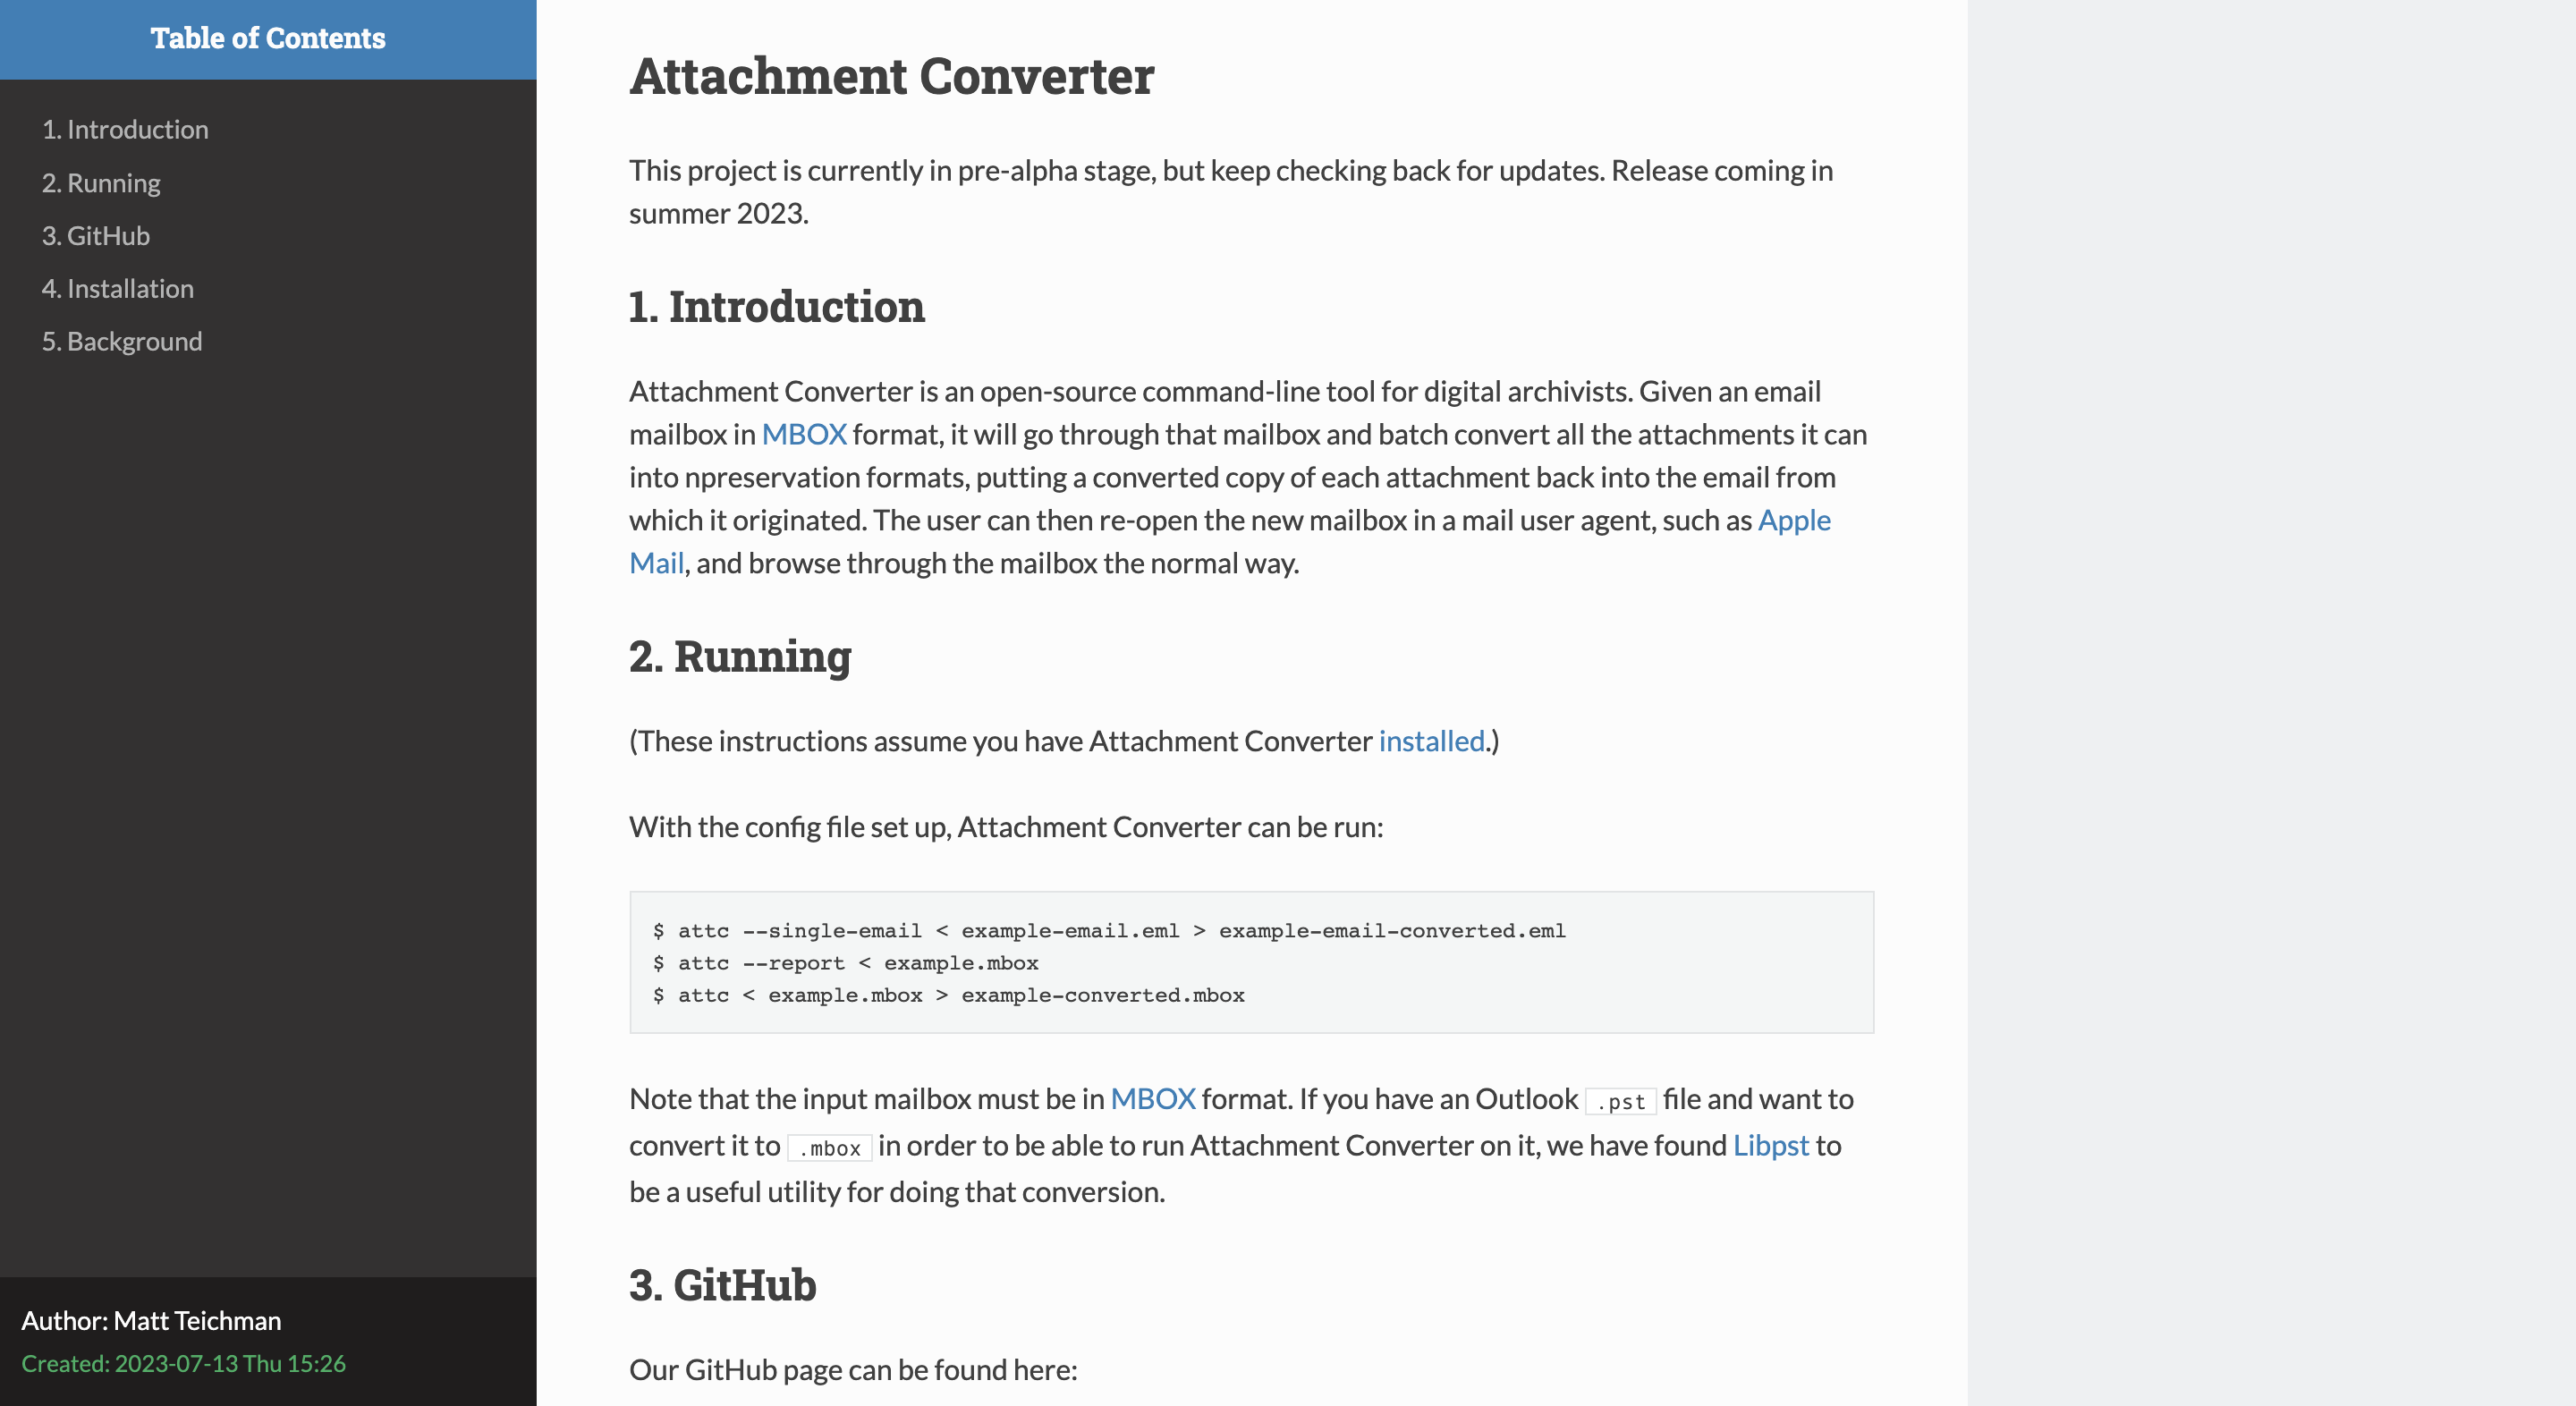 Table of Contents
1. Introduction
2. Running
3. GitHub
4. Installation
5. Background
Author: Matt Teichman
Created: 2023-07-13 Thu 15:26
Attachment Converter
This project is currently in pre-alpha stage, but keep checking back for updates. Release coming in
summer 2023.
1. Introduction
Attachment Converter is an open-source command-line tool for digital archivists. Given an email
mailbox in MBOX format, it will go through that mailbox and batch convert all the attachments it can
into npreservation formats, putting a converted copy of each attachment back into the email from
which it originated. The user can then re-open the new mailbox in a mail user agent, such as Apple
Mail, and browse through the mailbox the normal way.
2. Running
(These instructions assume you have Attachment Converter installed.)
With the config file set up, Attachment Converter can be run:
$ attc --single-email < example-email.eml > example-email-converted.eml
$ attc --report < example.mbox
$ attc < example.mbox > example-converted.mbox
Note that the input mailbox must be in MBOX format. If you have an Outlook .pst file and want to
convert it to .mbox in order to be able to run Attachment Converter on it, we have found Libpst to
be a useful utility for doing that conversion.
3. GitHub
Our GitHub page can be found here: